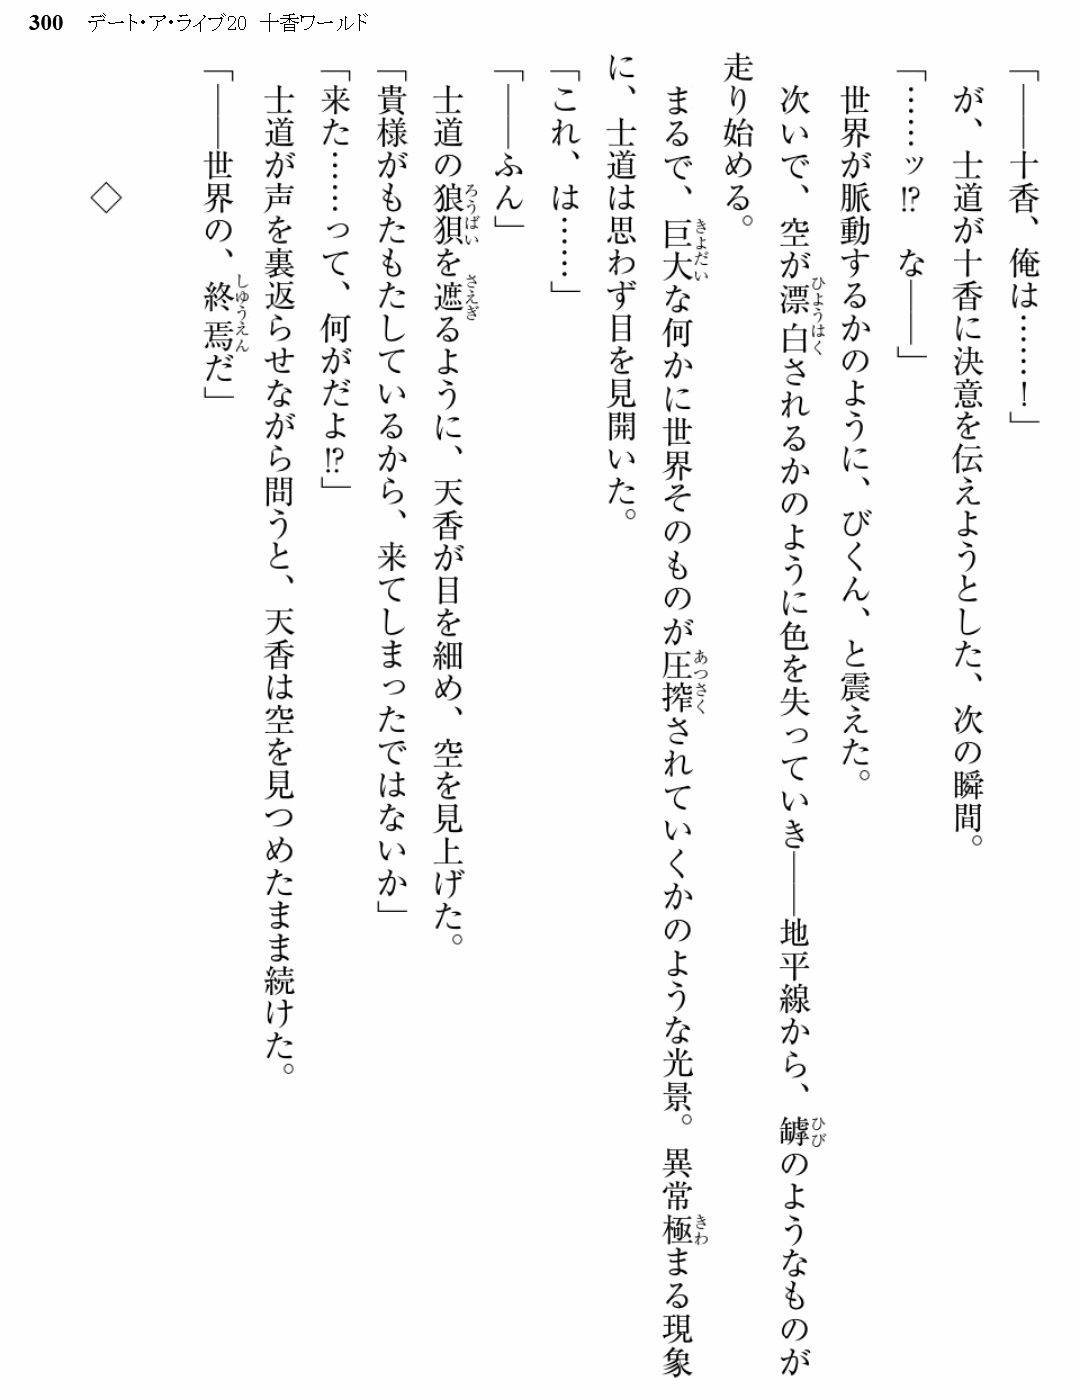 300 デート・ア・ライブ20 十香ワールド
「――十香、俺は……！」
が、士道が十香に決意を伝えようとした、次の瞬間。
「……ッ⁉ な――」
世界が脈動するかのように、びくん、と震えた。
次いで、空が漂白されるかのように色を失っていき――地平線から、罅のようなものが
走り始める。
まるで、巨大な何かに世界そのものが圧搾されていくかのような光景。異常極まる現象
に、士道は思わず目を見開いた。
「これ、は……」
「――ふん」
士道の狼狽を遮るように、天香が目を細め、空を見上げた。
「貴様がもたもたしているから、来てしまったではないか」
「来た……って、何がだよ⁉」
士道が声を裏返らせながら問うと、天香は空を見つめたまま続けた。
「――世界の、終焉だ」
◇